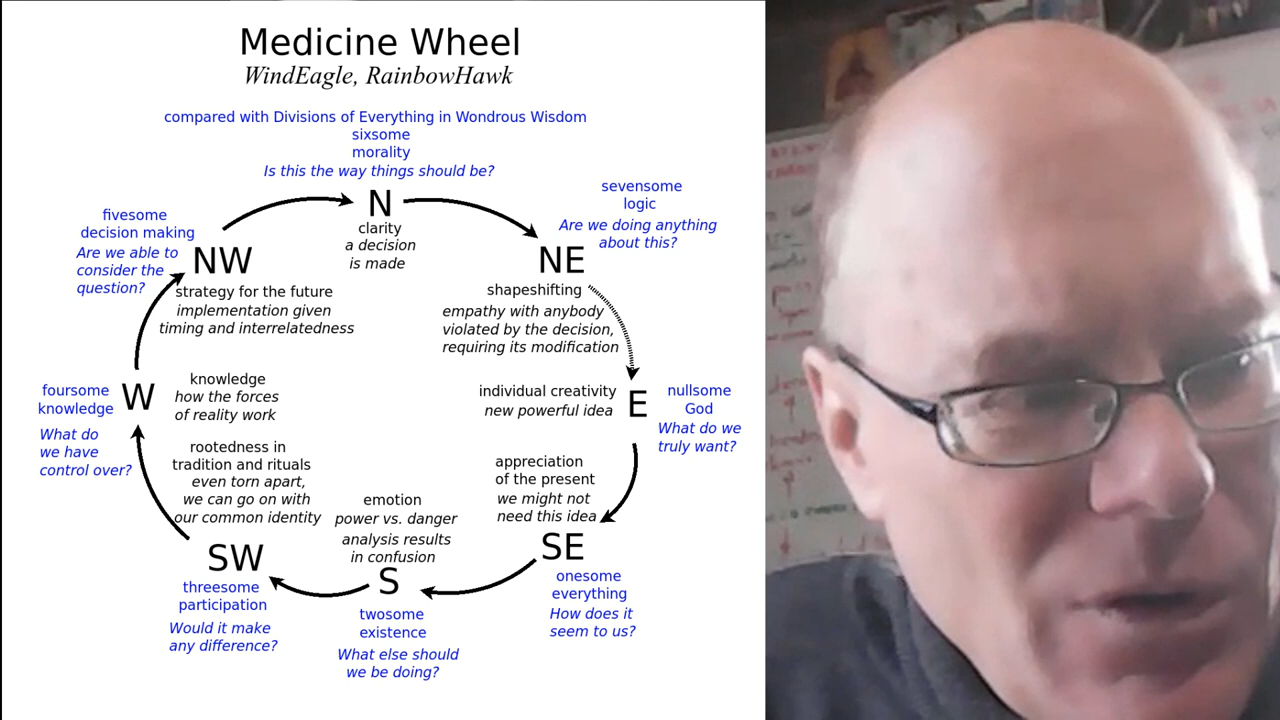 Medicine Wheel
WindEagle, RainbowHawk
compared with Divisions of Everything in Wondrous Wisdom
sixsome
morality
Is this the way things should be?
N
clarity
a decision
is made
sevensome
logic
Are we doing anything
about this?
NE
shapeshifting
empathy with anybody
violated by the decision,
requiring its modification
individual creativity
new powerful idea
E
nullsome
God
What do we
truly want?
appreciation
of the present
we might not
need this idea
SE
onesome
everything
How does it
seem to us?
emotion
power vs. danger
analysis results
in confusion
S
twosome
existence
What else should
we be doing?
rootedness in
tradition and rituals
even torn apart,
we can go on with
our common identity
SW
threesome
participation
Would it make
any difference?
foursome
knowledge
What do
we have
control over?
W
knowledge
how the forces
of reality work
fivesome
decision making
Are we able to
consider the
question?
NW
strategy for the future
implementation given
timing and interrelatedness